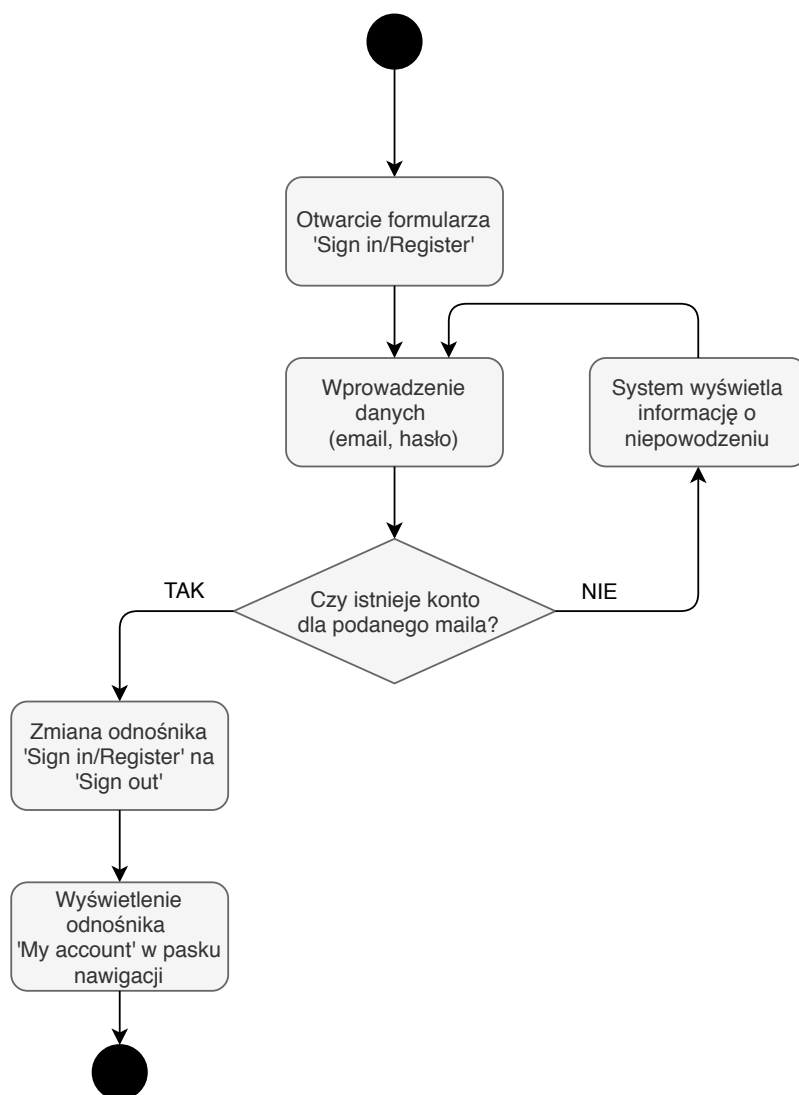 Otwarcie formularza
'Sign in/Register'
Wprowadzenie
danych
(email, hasło)
System wyświetla
informację o
niepowodzeniu
TAK
Czy istnieje konto
dla podanego maila?
NIE
Zmiana odnośnika
'Sign in/Register' na
'Sign out'
Wyświetlenie
odnośnika
'My account' w pasku
nawigacji